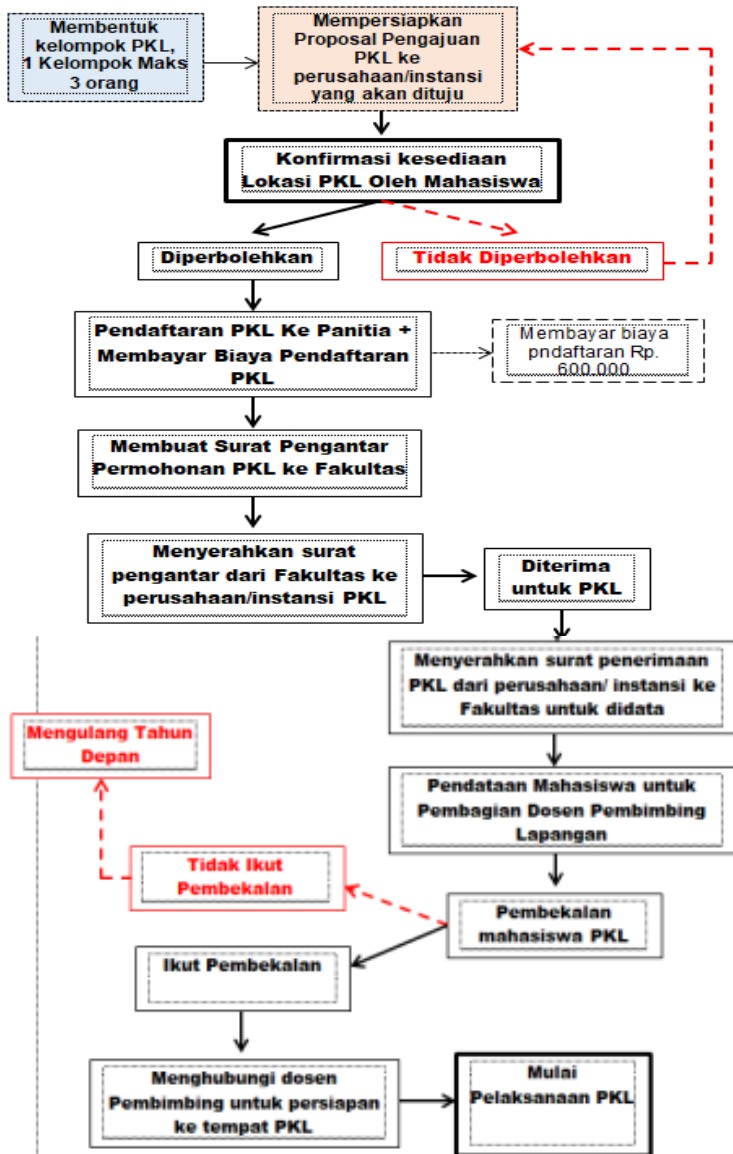 Membentuk
kelompok PKL,
1 Kelompok Maks
3 orang
Mempersiapkan
Proposal Pengajuan
PKL ke
perusahaan/instansi
yang akan dituju
Konfirmasi kesediaan
Lokasi PKL Oleh Mahasiswa
Diperbolehkan
Tidak Diperbolehkan
Pendaftaran PKL Ke Panitia +
Membayar Biaya Pendaftaran
PKL
Membayar biaya
pndaftaran Rp.
600.000
Membuat Surat Pengantar
Permohonan PKL ke Fakultas
Menyerahkan surat
pengantar dari Fakultas ke
perusahaan/instansi PKL
Diterima
untuk PKL
Menyerahkan surat penerimaan
PKL dari perusahaan/ instansi ke
Fakultas untuk didata
Mengulang Tahun
Depan
Pendataan Mahasiswa untuk
Pembagian Dosen Pembimbing
Lapangan
Tidak Ikut
Pembekalan
Pembekalan
mahasiswa PKL
Ikut Pembekalan
Menghubungi dosen
Pembimbing untuk persiapan
ke tempat PKL
Mulai
Pelaksanaan PKL